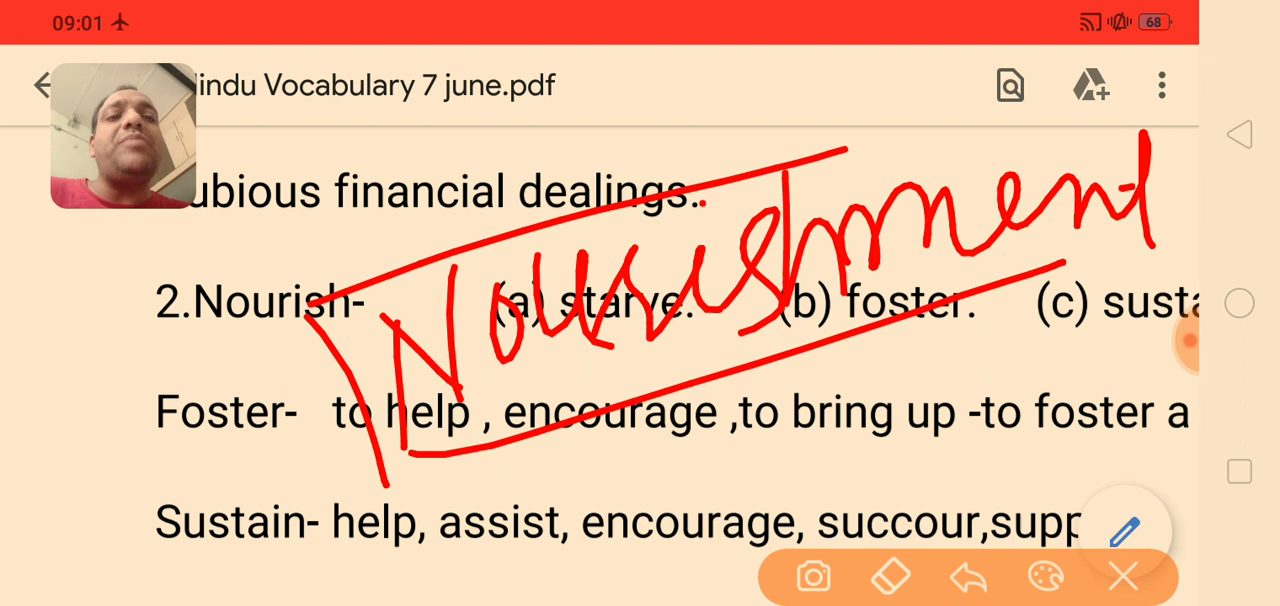 09:01
68
indu Vocabulary 7 june.pdf
ubious financial dealings.
Nourishment
2.Nourish- (a) starve. (b) foster. (c) susta
Foster- to help , encourage ,to bring up -to foster a
Sustain- help, assist, encourage, succour,supp